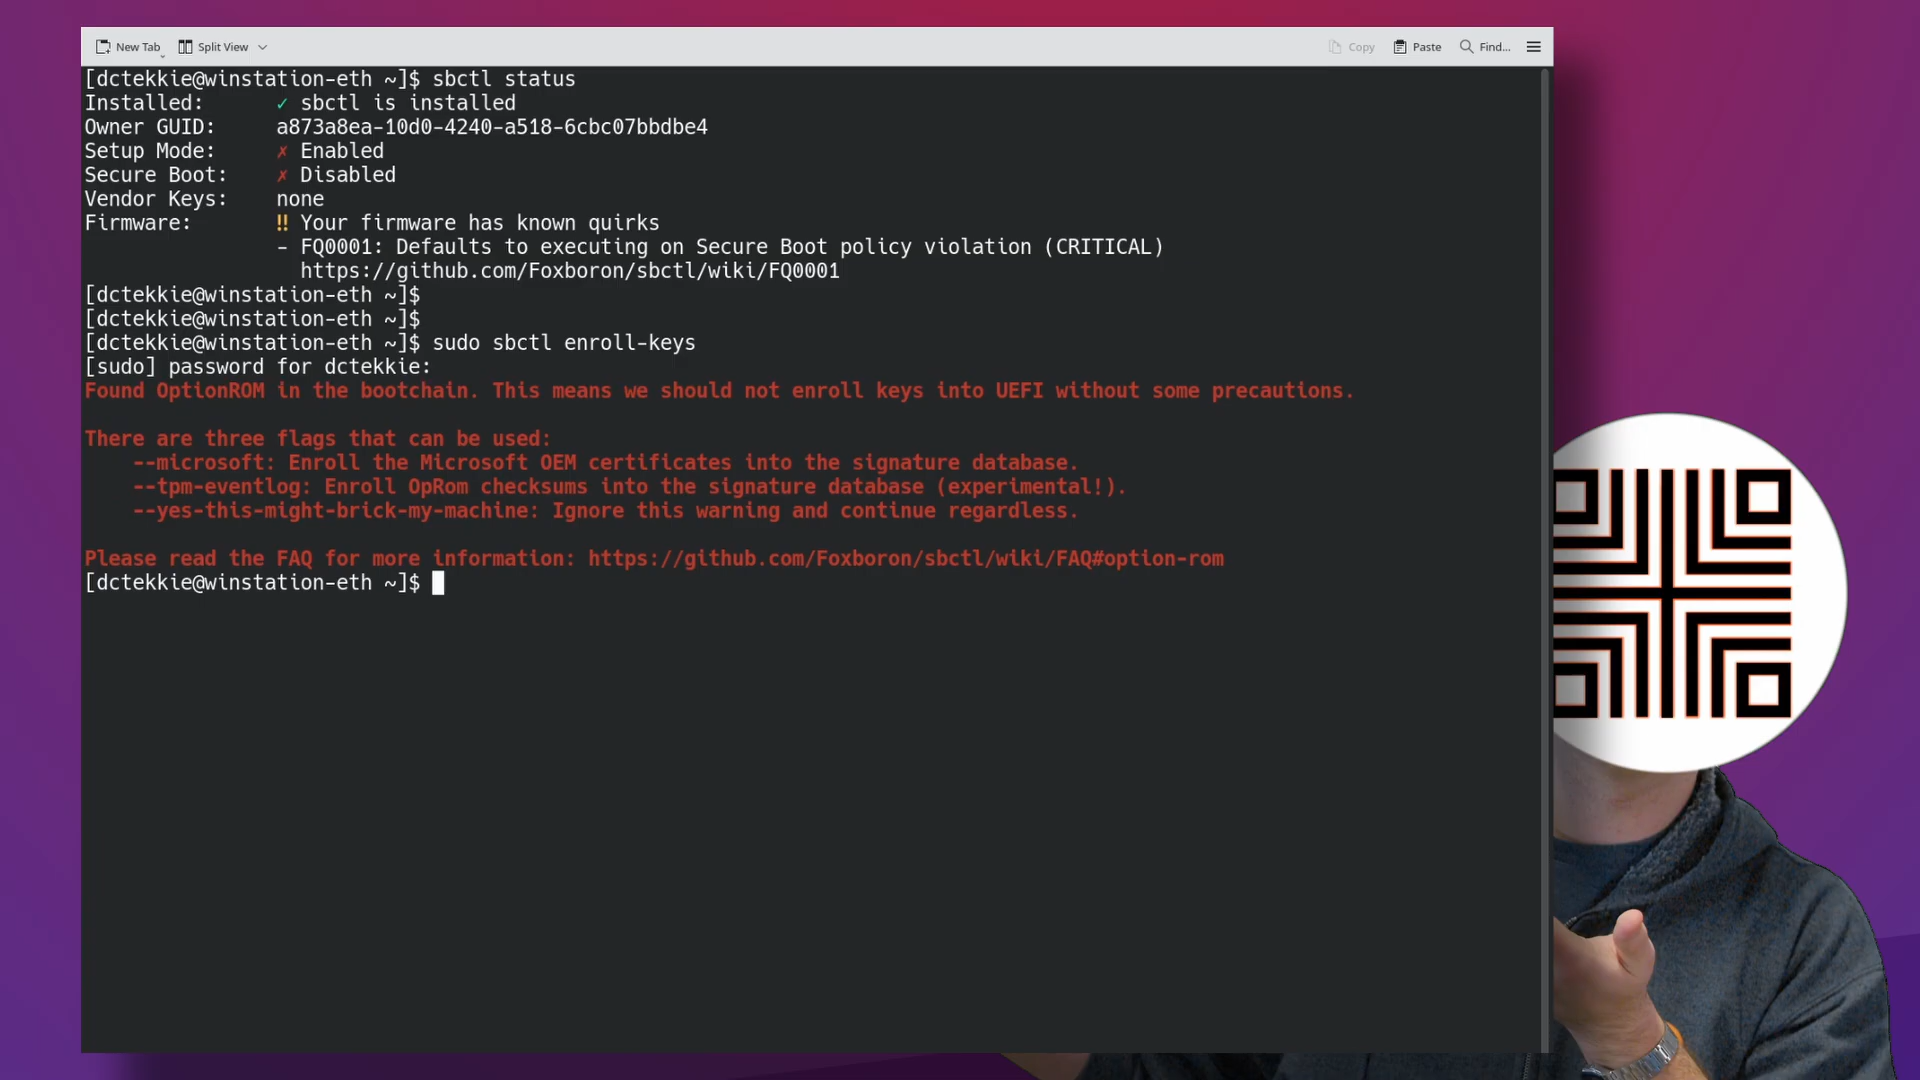 New Tab Split View Copy Paste Find...
[dctekkie@winstation-eth ~]$ sbctl status
Installed: ✓ sbctl is installed
Owner GUID: a873a8ea-10d0-4240-a518-6cbc07bbdbe4
Setup Mode: ✗ Enabled
Secure Boot: ✗ Disabled
Vendor Keys: none
Firmware: ‼ Your firmware has known quirks
- FQ0001: Defaults to executing on Secure Boot policy violation (CRITICAL)
https://github.com/Foxboron/sbctl/wiki/FQ0001
[dctekkie@winstation-eth ~]$
[dctekkie@winstation-eth ~]$
[dctekkie@winstation-eth ~]$ sudo sbctl enroll-keys
[sudo] password for dctekkie:
Found OptionROM in the bootchain. This means we should not enroll keys into UEFI without some precautions.
There are three flags that can be used:
--microsoft: Enroll the Microsoft OEM certificates into the signature database.
--tpm-eventlog: Enroll OpRom checksums into the signature database (experimental!).
--yes-this-might-brick-my-machine: Ignore this warning and continue regardless.
Please read the FAQ for more information: https://github.com/Foxboron/sbctl/wiki/FAQ#option-rom
[dctekkie@winstation-eth ~]$